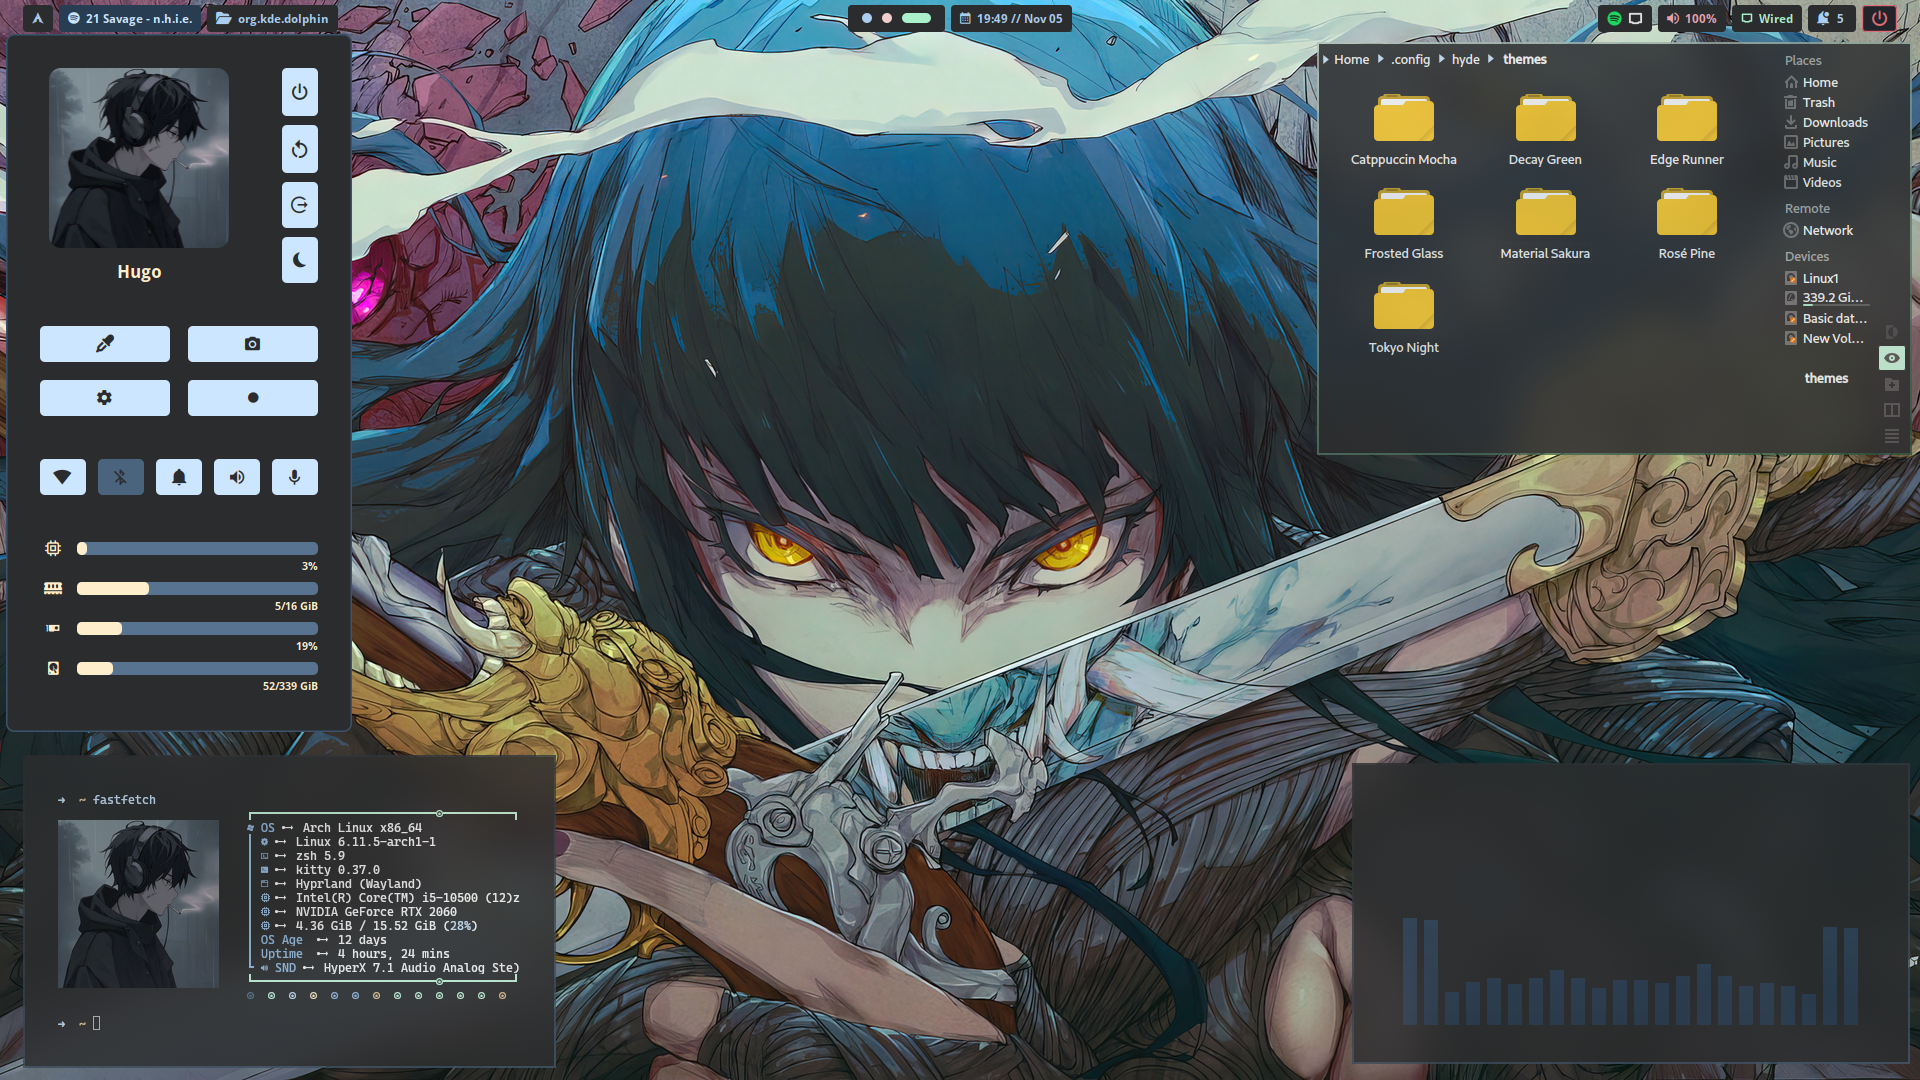 21 Savage - n.h.i.e.
org.kde.dolphin
19:49 // Nov 05
100%
Wired
5
Hugo
3%
5/16 GiB
19%
52/339 GiB
Home
.config
hyde
themes
Catppuccin Mocha
Decay Green
Edge Runner
Frosted Glass
Material Sakura
Rosé Pine
Tokyo Night
Places
Home
Trash
Downloads
Pictures
Music
Videos
Remote
Network
Devices
Linux1
339.2 Gi...
Basic dat...
New Vol...
themes
➜ ~ fastfetch
OS Arch Linux x86_64
Linux 6.11.5-arch1-1
zsh 5.9
kitty 0.37.0
Hyprland (Wayland)
Intel(R) Core(TM) i5-10500 (12)z
NVIDIA GeForce RTX 2060
4.36 GiB / 15.52 GiB (28%)
OS Age 12 days
Uptime 4 hours, 24 mins
SND HyperX 7.1 Audio Analog Ste)
➜ ~